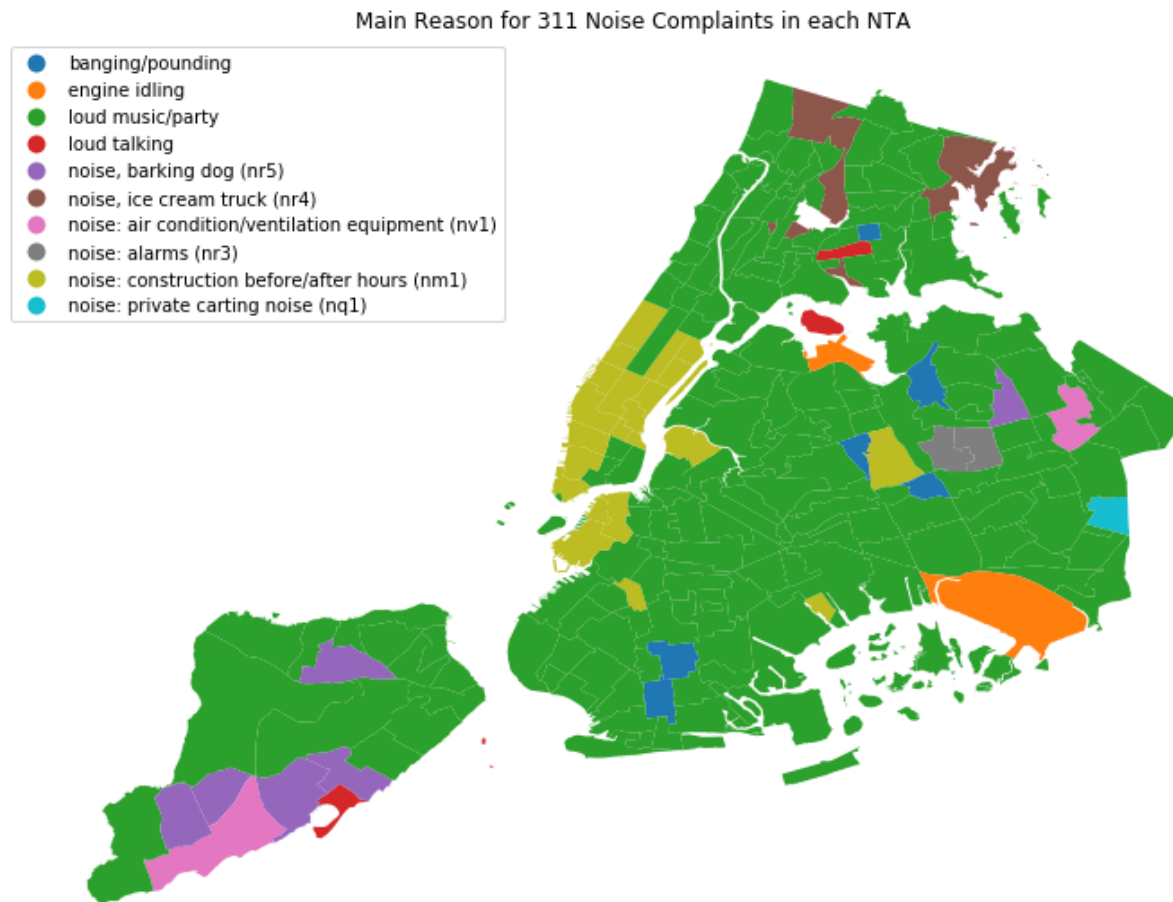 Main Reason for 311 Noise Complaints in each NTA
banging/pounding
engine idling
loud music/party
loud talking
noise, barking dog (nr5)
noise, ice cream truck (nr4)
noise: air condition/ventilation equipment (nv1)
noise: alarms (nr3)
noise: construction before/after hours (nm1)
noise: private carting noise (nq1)